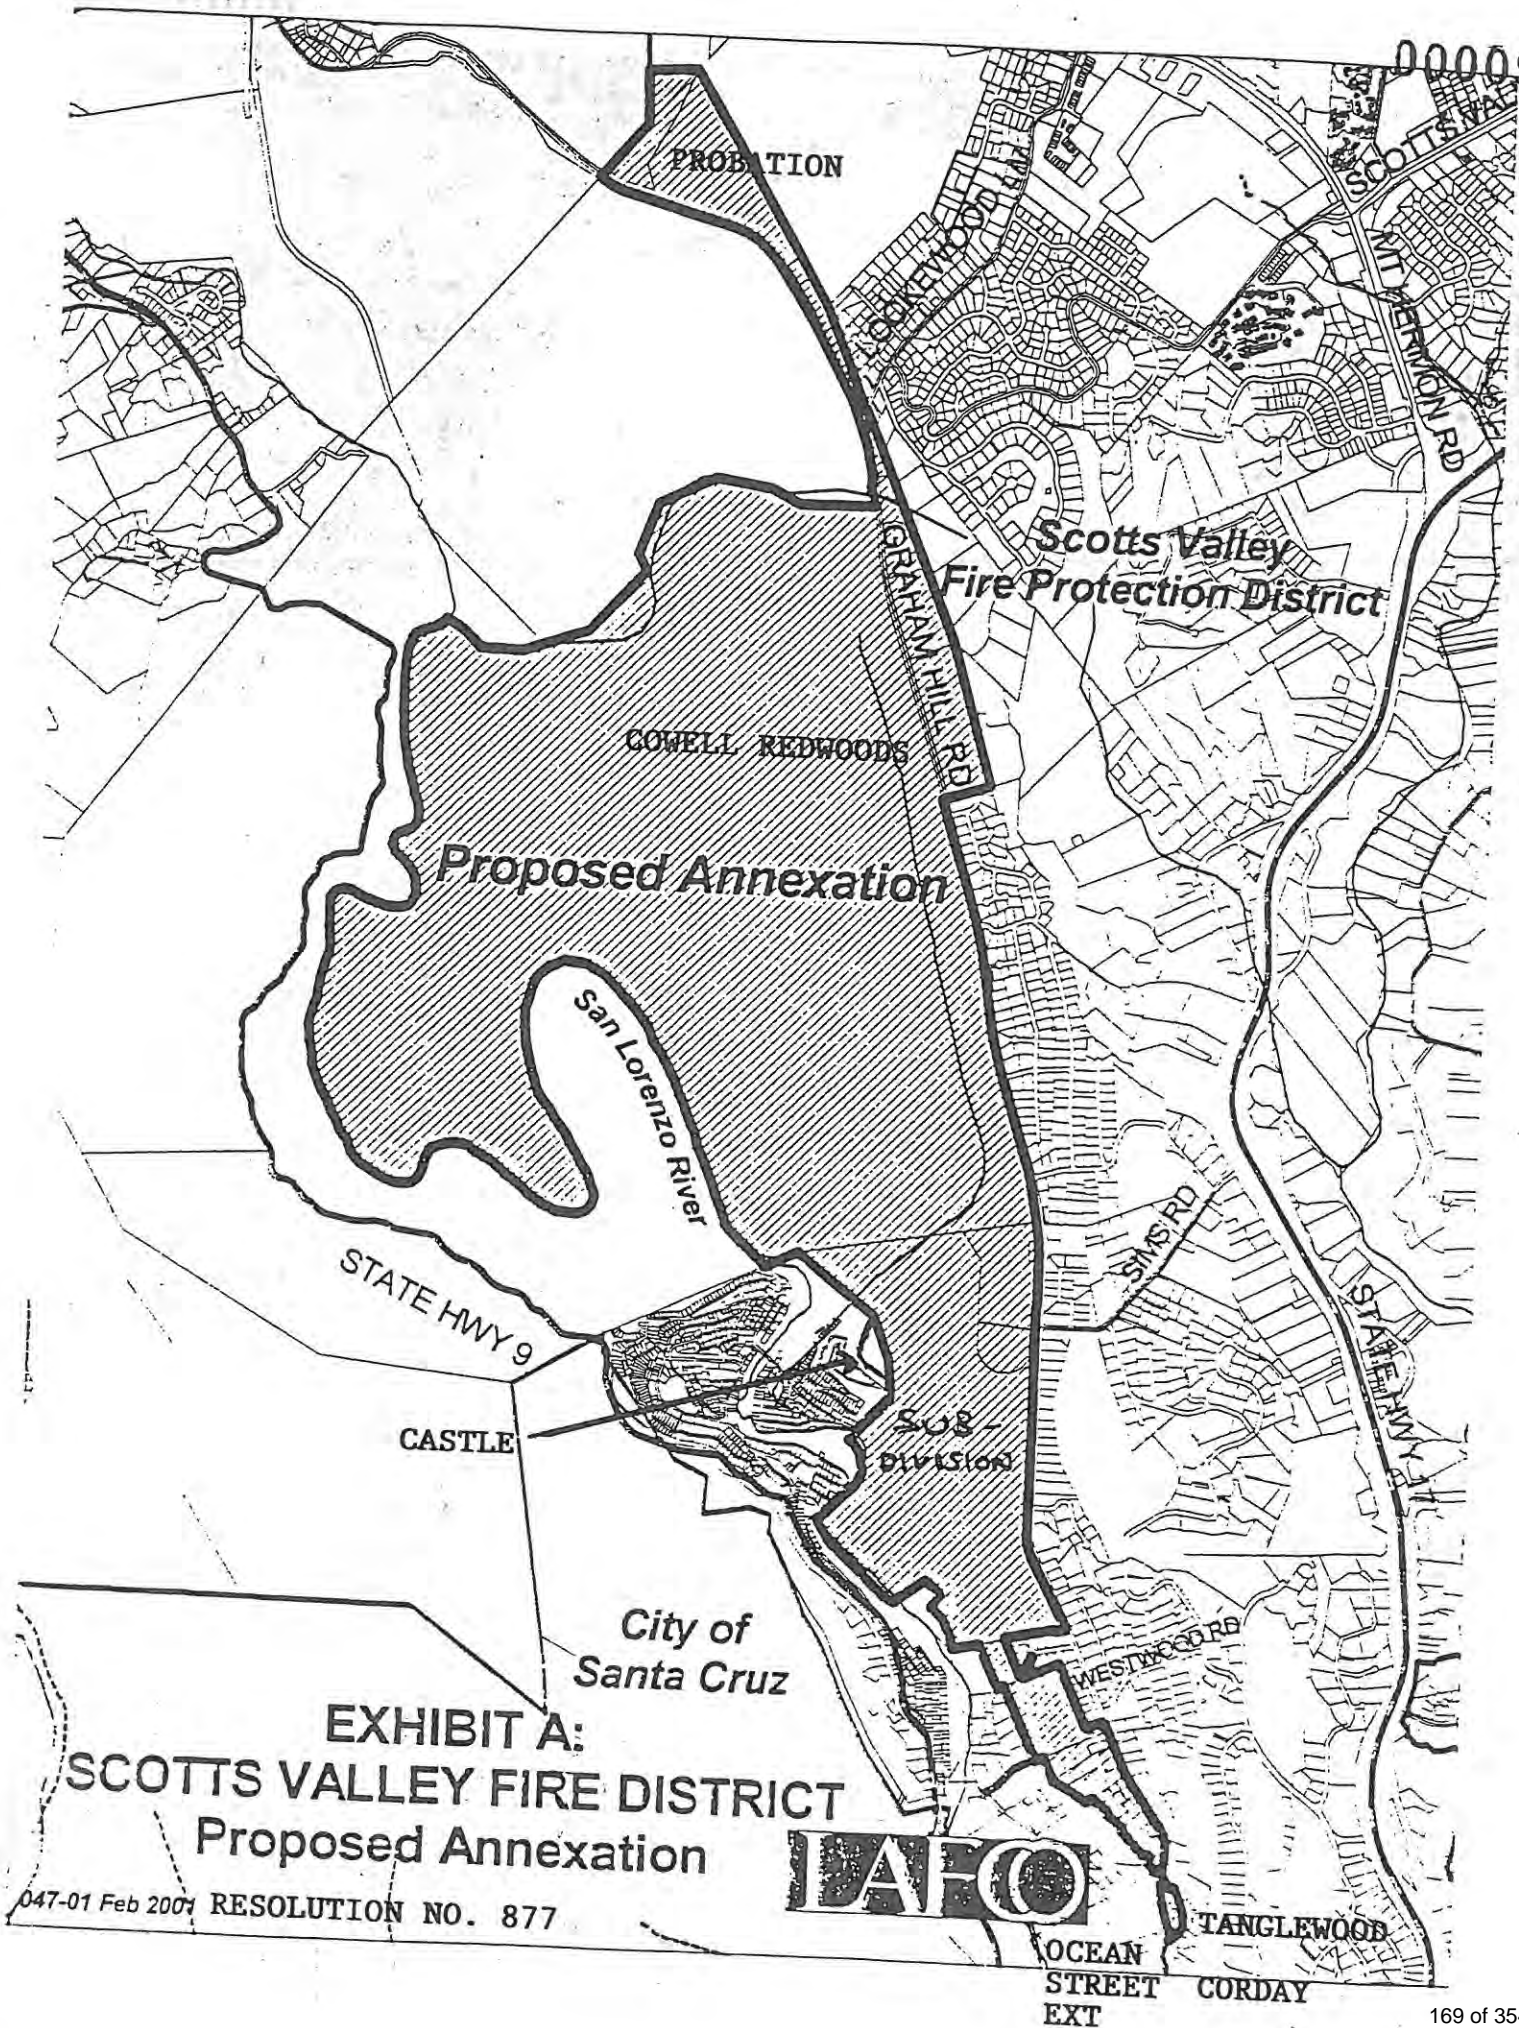 0000
SCOTTS VAL
PROBATION
LOCKEWOOD
MT HERMON RD
Scotts Valley
Fire Protection District
GRAHAM HILL RD
COWELL REDWOODS
Proposed Annexation
San Lorenzo River
SIMS RD
STATE HWY 9
STATE HWY 17
CASTLE
SUB-
DIVISION
City of
Santa Cruz
WESTWOOD RD
EXHIBIT A:
SCOTTS VALLEY FIRE DISTRICT
Proposed Annexation
LAFCO
047-01 Feb 2001 RESOLUTION NO. 877
TANGLEWOOD
OCEAN
STREET CORDAY
EXT
169 of 354